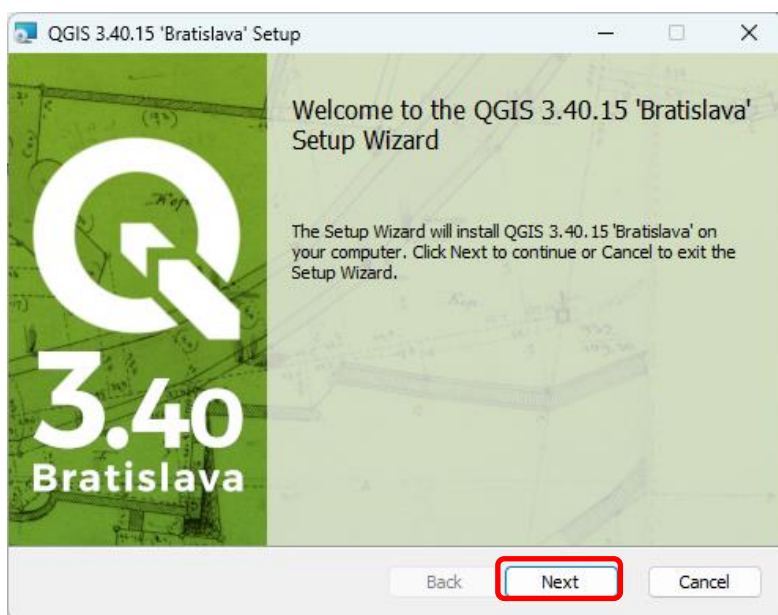 QGIS 3.40.15 'Bratislava' Setup
Welcome to the QGIS 3.40.15 'Bratislava'
Setup Wizard
The Setup Wizard will install QGIS 3.40.15 'Bratislava' on
your computer. Click Next to continue or Cancel to exit the
Setup Wizard.
3.40
Bratislava
Back
Next
Cancel